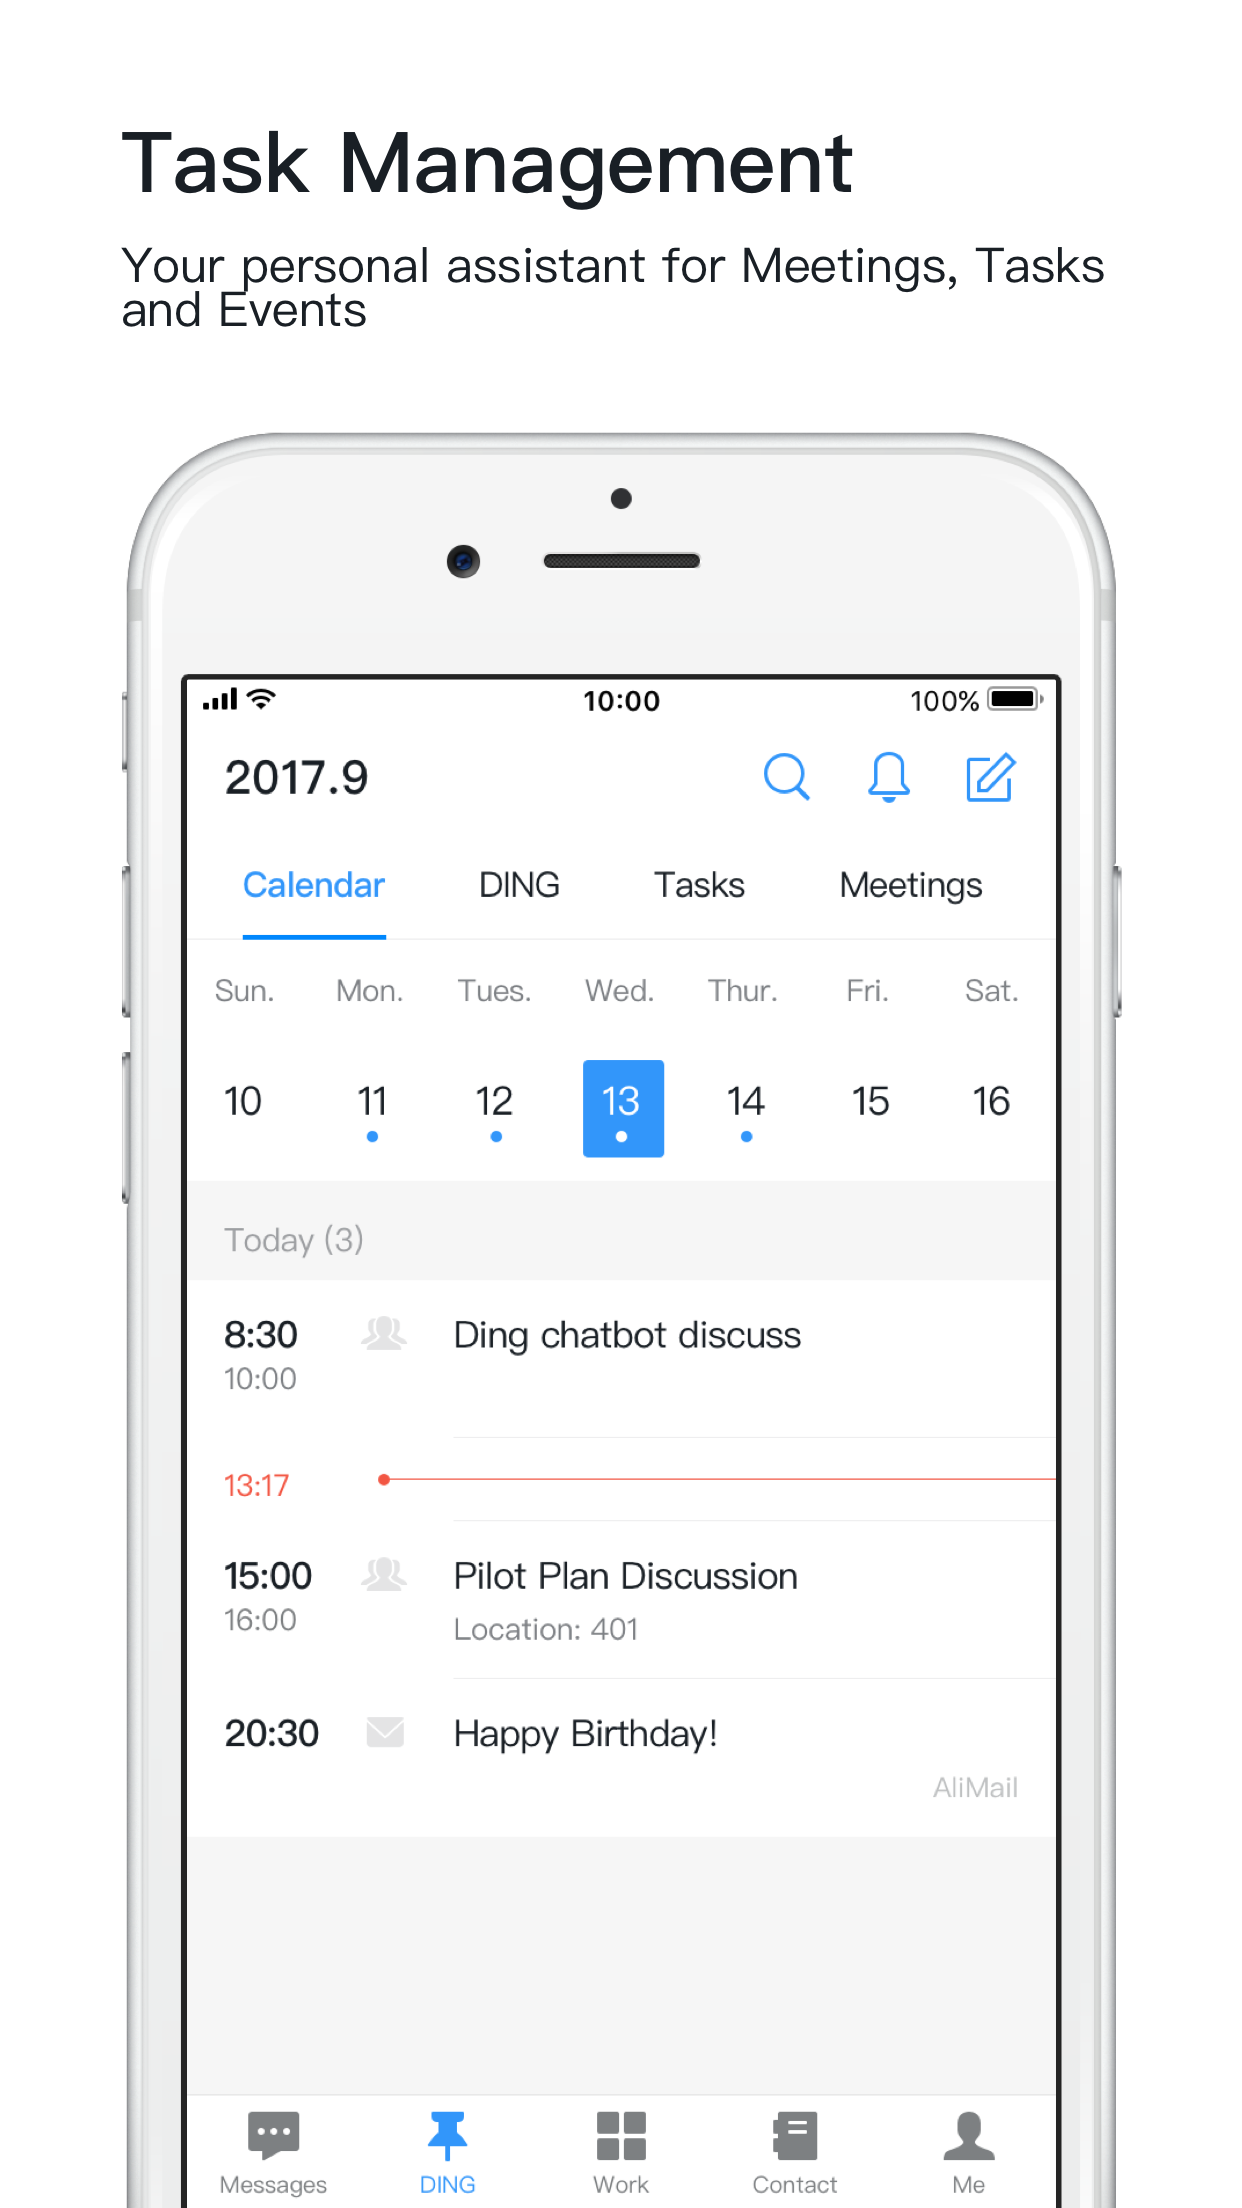 Task Management
Your personal assistant for Meetings, Tasks
and Events
10:00
100%
2017.9
Calendar DING Tasks Meetings
Sun. Mon. Tues. Wed. Thur. Fri. Sat.
10 11 12 13 14 15 16
Today (3)
8:30 Ding chatbot discuss
10:00
13:17
15:00 Pilot Plan Discussion
16:00 Location: 401
20:30 Happy Birthday!
AliMail
Messages DING Work Contact Me